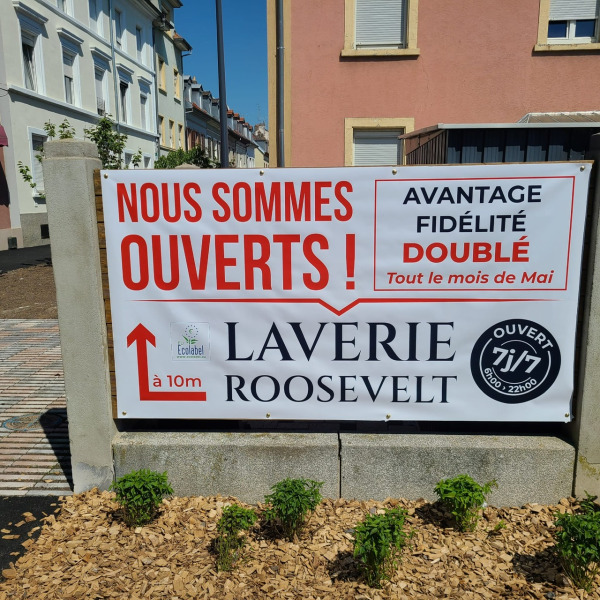 NOUS SOMMES
OUVERTS !
AVANTAGE
FIDÉLITÉ
DOUBLÉ
Tout le mois de Mai
à 10m
Ecolabel
LAVERIE
ROOSEVELT
OUVERT
7j/7
6h00 • 22h00